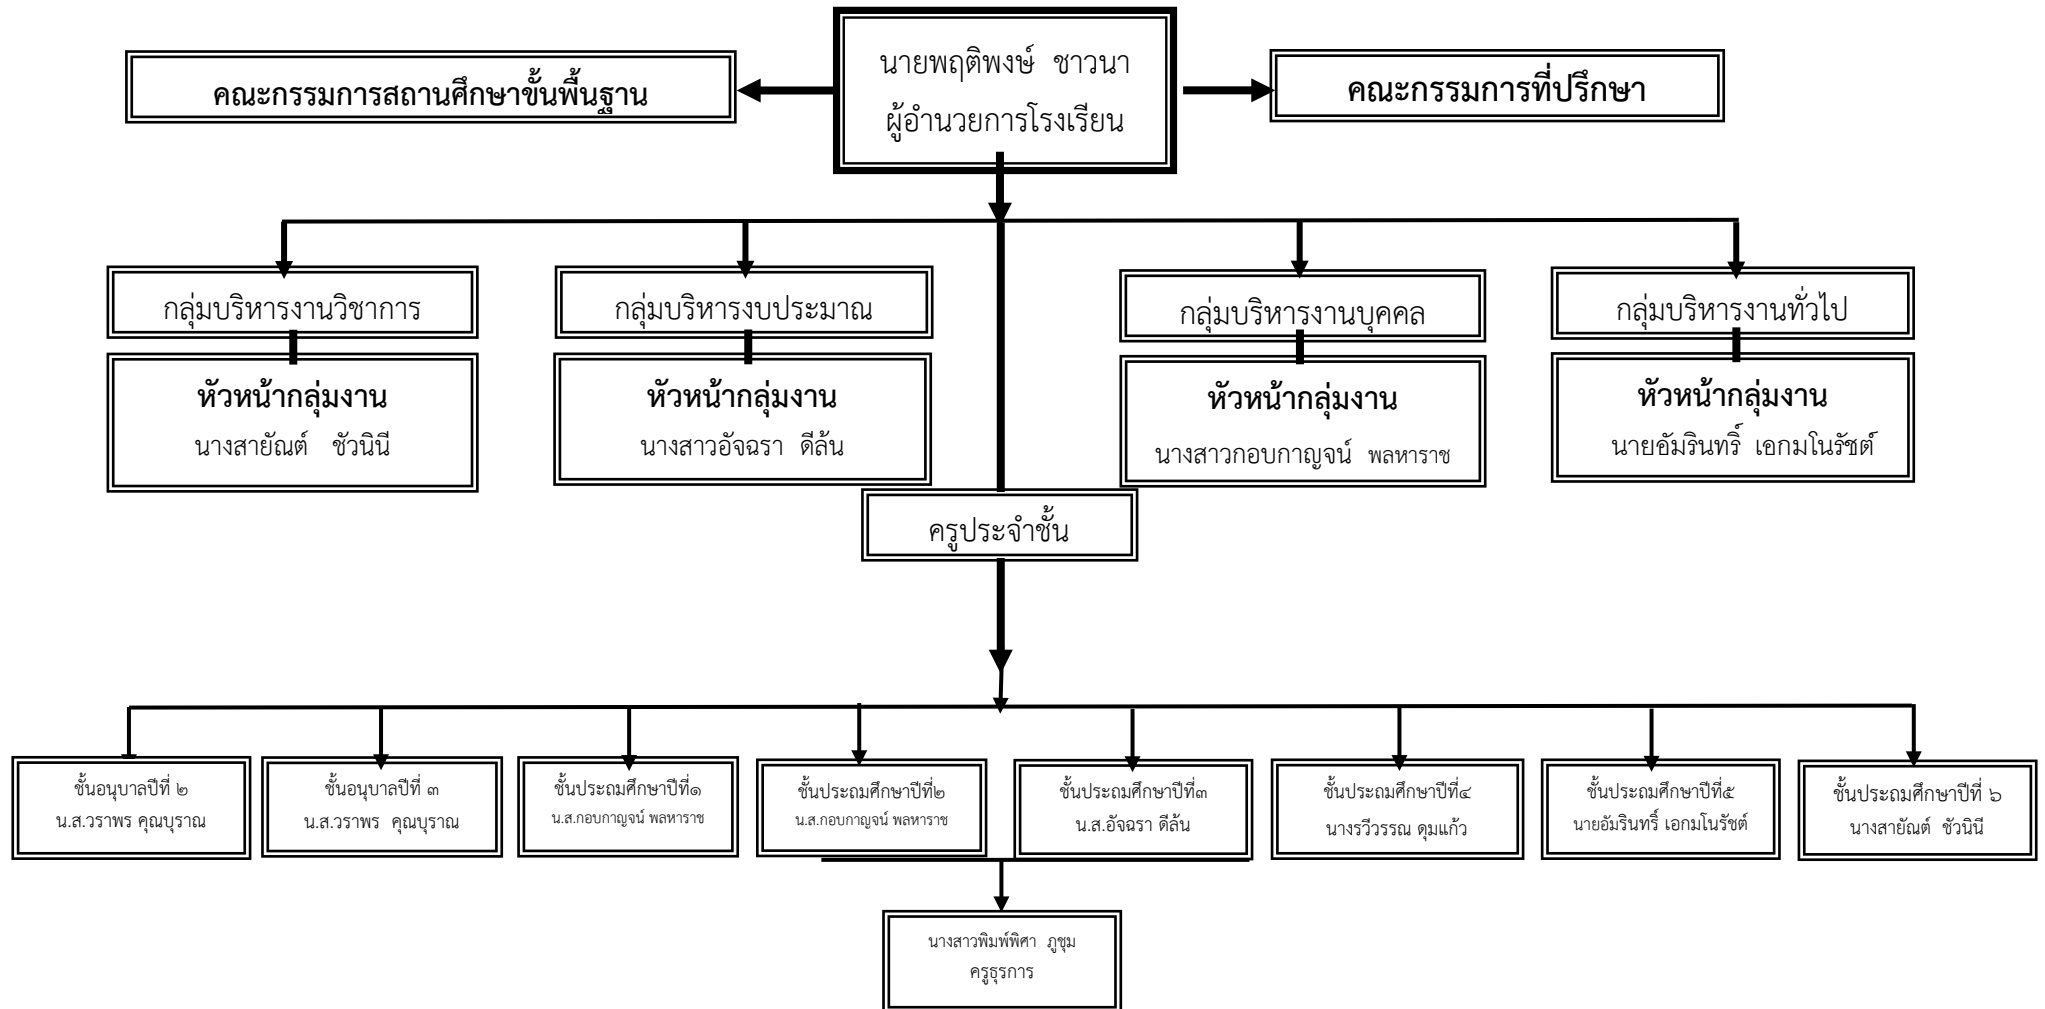 นายพฤติพงษ์ ชาวนา
ผู้อำนวยการโรงเรียน
คณะกรรมการสถานศึกษาขั้นพื้นฐาน
คณะกรรมการที่ปรึกษา
กลุ่มบริหารงานวิชาการ
หัวหน้ากลุ่มงาน
นางสายัณต์ ชัวนินี
กลุ่มบริหารงบประมาณ
หัวหน้ากลุ่มงาน
นางสาวอัจฉรา ดีล้น
กลุ่มบริหารงานบุคคล
หัวหน้ากลุ่มงาน
นางสาวกอบกาญจน์ พลหาราช
กลุ่มบริหารงานทั่วไป
หัวหน้ากลุ่มงาน
นายอัมรินทริ์ เอกมโนรัชต์
ครูประจำชั้น
ชั้นอนุบาลปีที่ ๒
น.ส.วราพร คุณบุราณ
ชั้นอนุบาลปีที่ ๓
น.ส.วราพร คุณบุราณ
ชั้นประถมศึกษาปีที่๑
น.ส.กอบกาญจน์ พลหาราช
ชั้นประถมศึกษาปีที่๒
น.ส.กอบกาญจน์ พลหาราช
ชั้นประถมศึกษาปีที่๓
น.ส.อัจฉรา ดีล้น
ชั้นประถมศึกษาปีที่๔
นางรวีวรรณ ดุมแก้ว
ชั้นประถมศึกษาปีที่๕
นายอัมรินทริ์ เอกมโนรัชต์
ชั้นประถมศึกษาปีที่ ๖
นางสายัณต์ ชัวนินี
นางสาวพิมพ์พิศา ภูชุม
ครูธุรการ